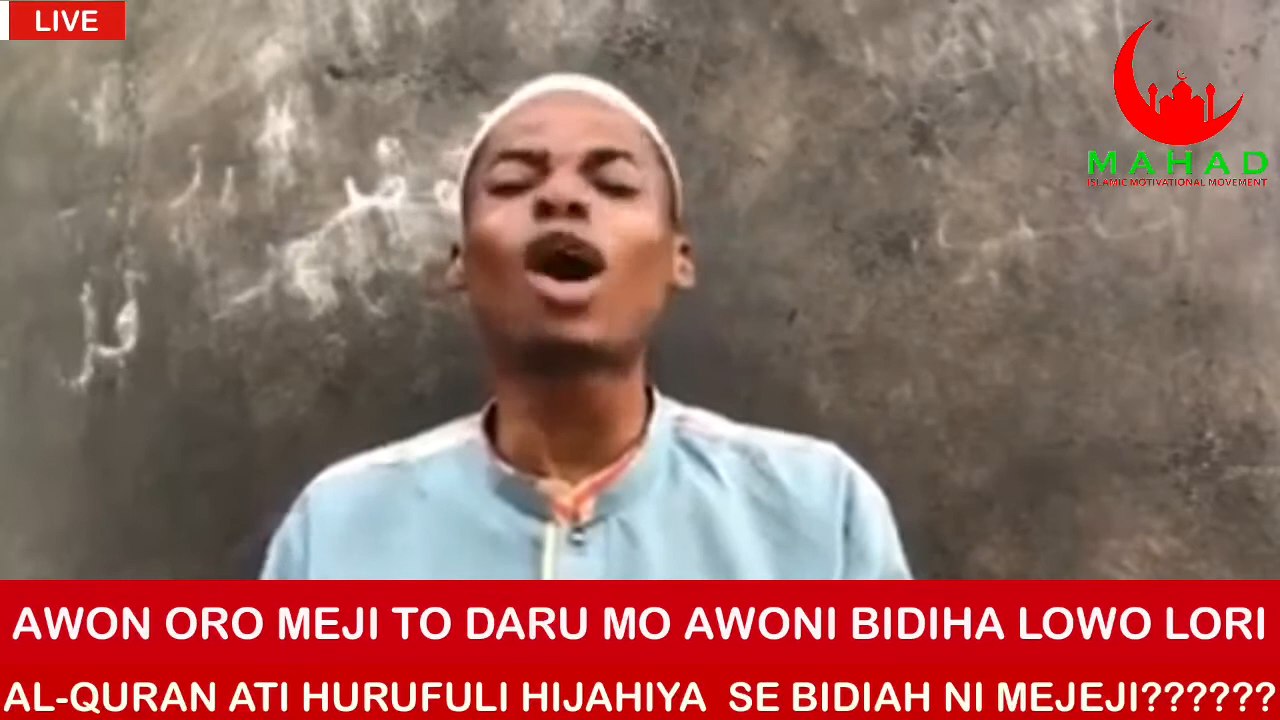 LIVE
MAHAD
ISLAMIC MOTIVATIONAL MOVEMENT
AWON ORO MEJI TO DARU MO AWONI BIDIHA LOWO LORI
AL-QURAN ATI HURUFULI HIJAHIYA SE BIDIAH NI MEJEJI??????